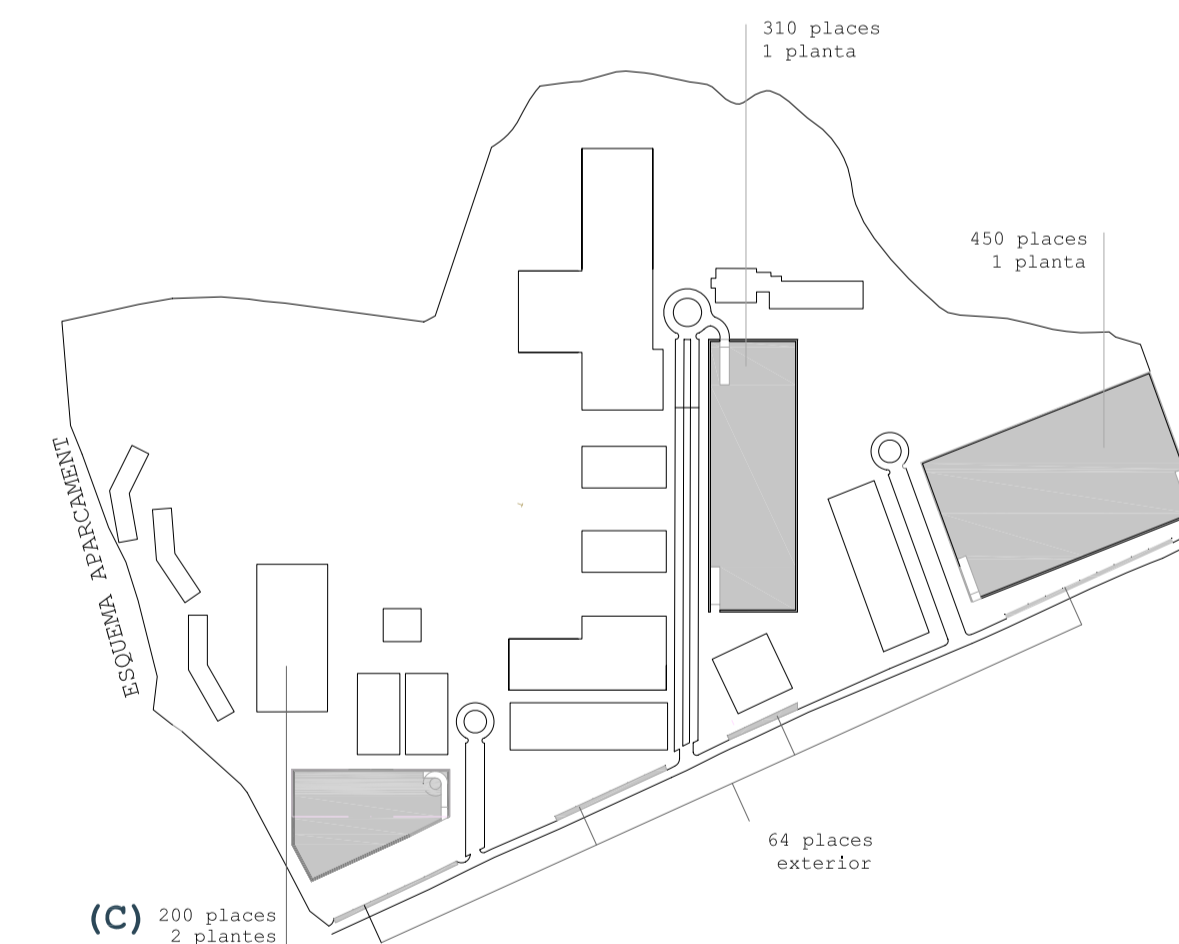 310 places
1 planta
450 places
1 planta
ESQUEMA APARCAMENT
64 places
exterior
(C) 200 places
2 plantes